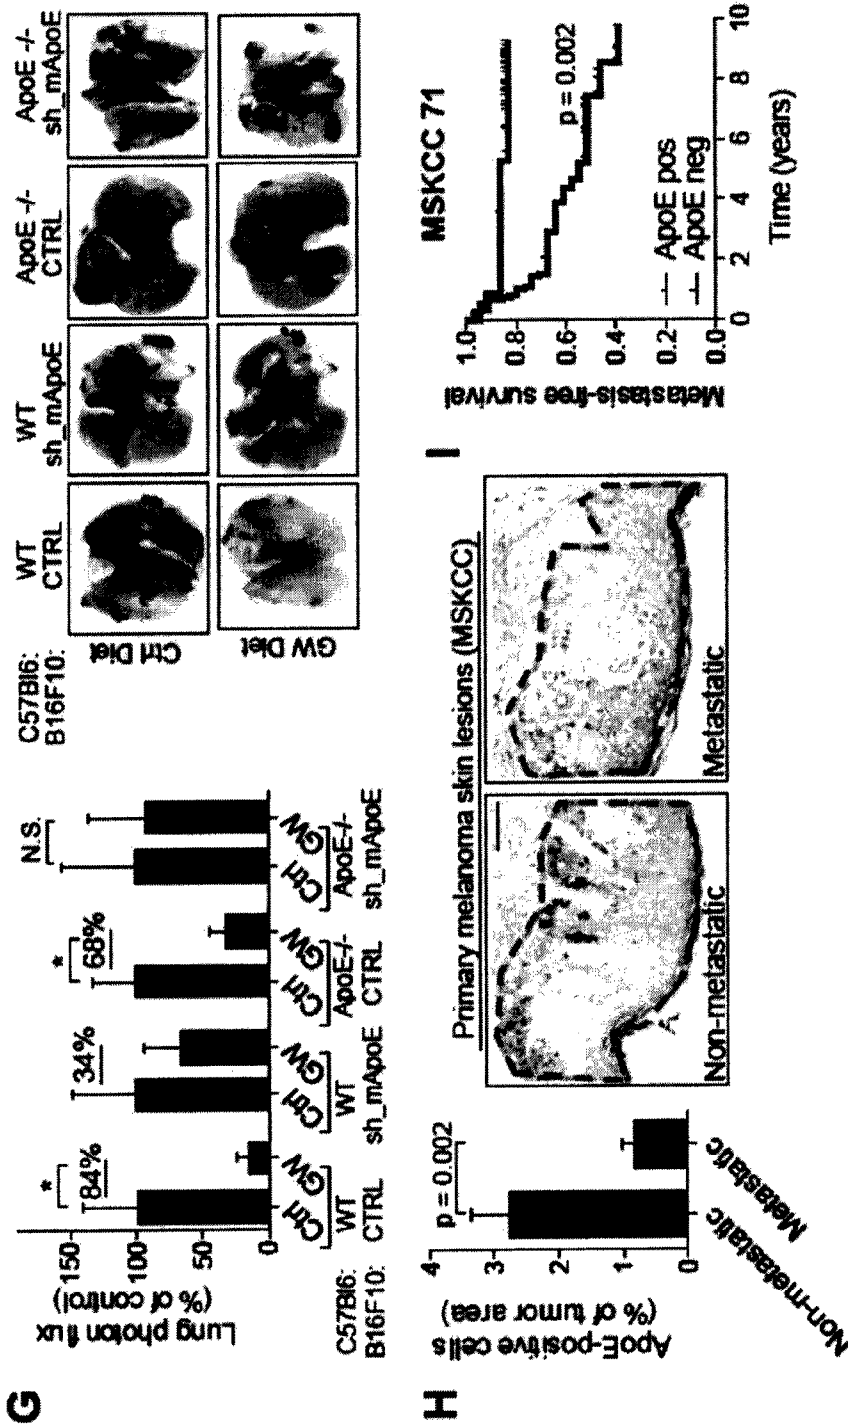 G
Lung photon flux
(% of control)
150
100
50
0
*
84%
34%
*
68%
N.S.
Ctrl
GW
Ctrl
GW
Ctrl
GW
Ctrl
GW
C57Bl6:
WT
WT
ApoE-/-
ApoE-/-
B16F10:
CTRL
sh_mApoE
CTRL
sh_mApoE
C57Bl6:
WT
WT
ApoE -/-
ApoE -/-
B16F10:
CTRL
sh_mApoE
CTRL
sh_mApoE
Ctrl Diet
GW Diet
H
ApoE-positive cells
(% of tumor area)
4
3
2
1
0
p = 0.002
Non-metastatic
Metastatic
Primary melanoma skin lesions (MSKCC)
Non-metastatic
Metastatic
I
MSKCC 71
Metastasis-free survival
1.0
0.8
0.6
0.4
0.2
0.0
p = 0.002
ApoE pos
ApoE neg
0 2 4 6 8 10
Time (years)